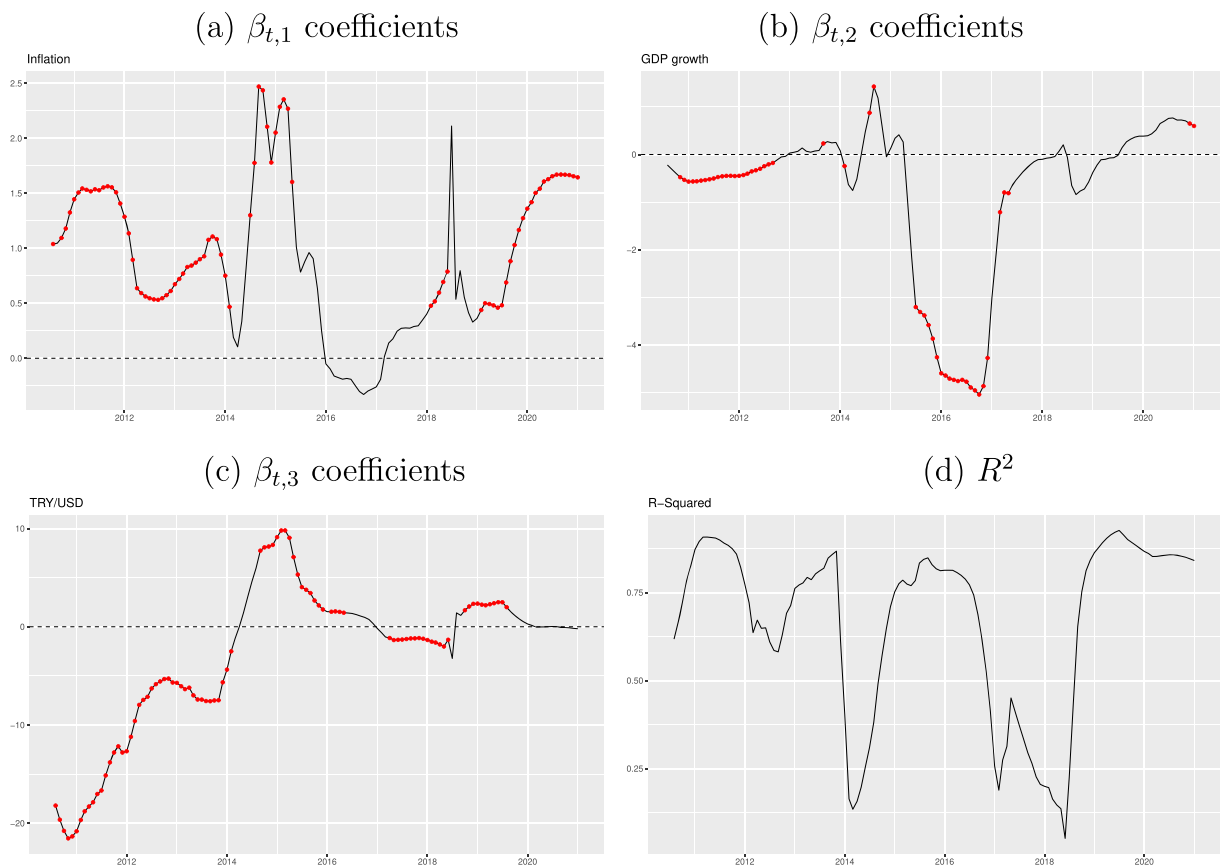 (a) β_{t,1} coefficients
Inflation
2.5
2.0
1.5
1.0
0.5
0.0
2012 2014 2016 2018 2020
(b) β_{t,2} coefficients
GDP growth
0
−2
−4
2012 2014 2016 2018 2020
(c) β_{t,3} coefficients
TRY/USD
10
0
−10
−20
2012 2014 2016 2018 2020
(d) R²
R−Squared
0.75
0.50
0.25
2012 2014 2016 2018 2020